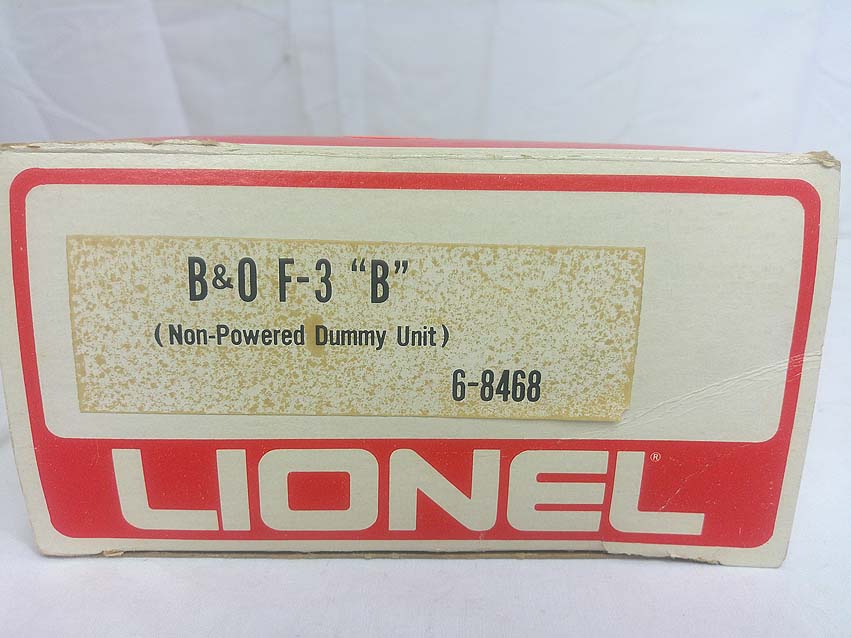 B&O F-3 “B”
(Non-Powered Dummy Unit)
6-8468
LIONEL®